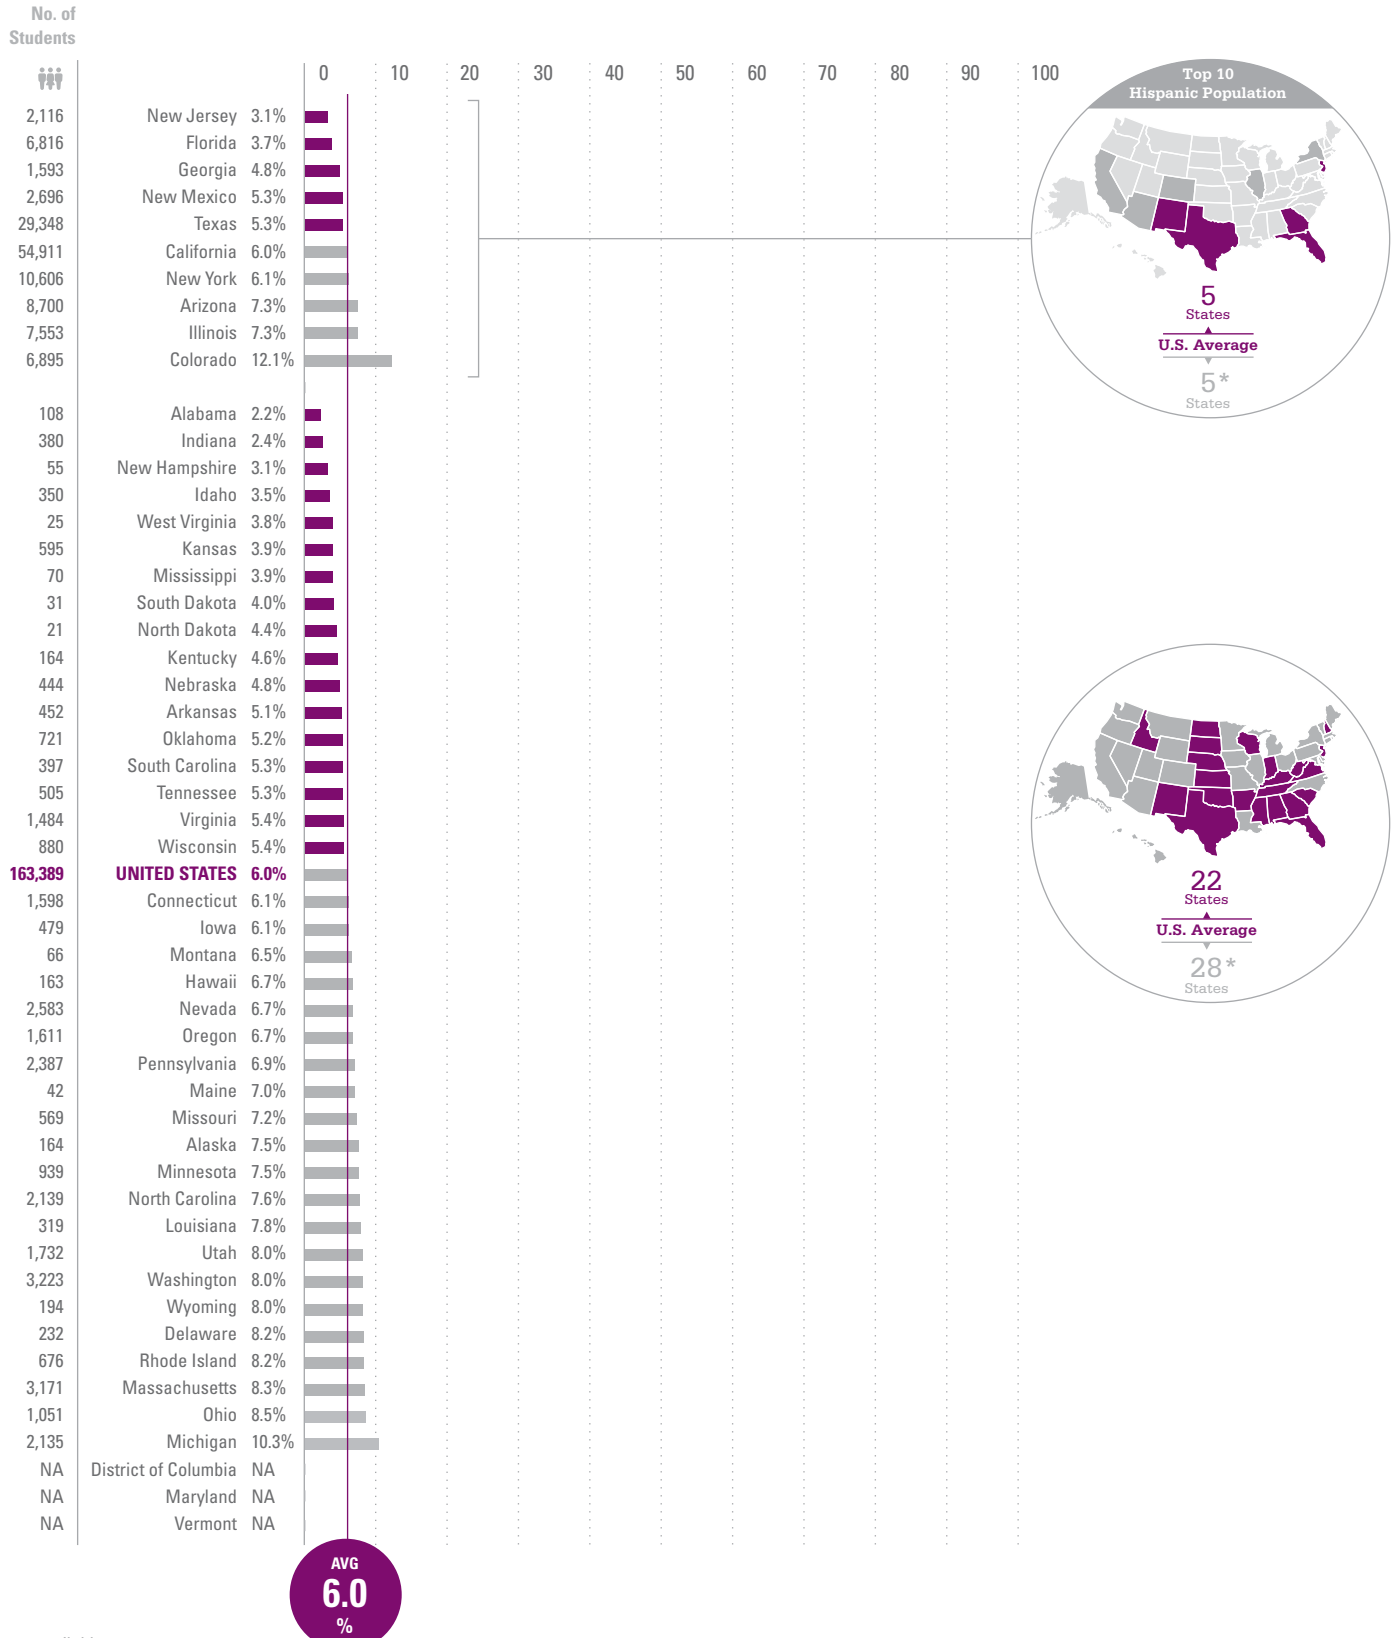 No. of
Students
0 10 20 30 40 50 60 70 80 90 100
2,116 New Jersey 3.1%
6,816 Florida 3.7%
1,593 Georgia 4.8%
2,696 New Mexico 5.3%
29,348 Texas 5.3%
54,911 California 6.0%
10,606 New York 6.1%
8,700 Arizona 7.3%
7,553 Illinois 7.3%
6,895 Colorado 12.1%
108 Alabama 2.2%
380 Indiana 2.4%
55 New Hampshire 3.1%
350 Idaho 3.5%
25 West Virginia 3.8%
595 Kansas 3.9%
70 Mississippi 3.9%
31 South Dakota 4.0%
21 North Dakota 4.4%
164 Kentucky 4.6%
444 Nebraska 4.8%
452 Arkansas 5.1%
721 Oklahoma 5.2%
397 South Carolina 5.3%
505 Tennessee 5.3%
1,484 Virginia 5.4%
880 Wisconsin 5.4%
163,389 UNITED STATES 6.0%
1,598 Connecticut 6.1%
479 Iowa 6.1%
66 Montana 6.5%
163 Hawaii 6.7%
2,583 Nevada 6.7%
1,611 Oregon 6.7%
2,387 Pennsylvania 6.9%
42 Maine 7.0%
569 Missouri 7.2%
164 Alaska 7.5%
939 Minnesota 7.5%
2,139 North Carolina 7.6%
319 Louisiana 7.8%
1,732 Utah 8.0%
3,223 Washington 8.0%
194 Wyoming 8.0%
232 Delaware 8.2%
676 Rhode Island 8.2%
3,171 Massachusetts 8.3%
1,051 Ohio 8.5%
2,135 Michigan 10.3%
NA District of Columbia NA
NA Maryland NA
NA Vermont NA
AVG
6.0
%
Top 10
Hispanic Population
5
States
U.S. Average
5*
States
22
States
U.S. Average
28*
States